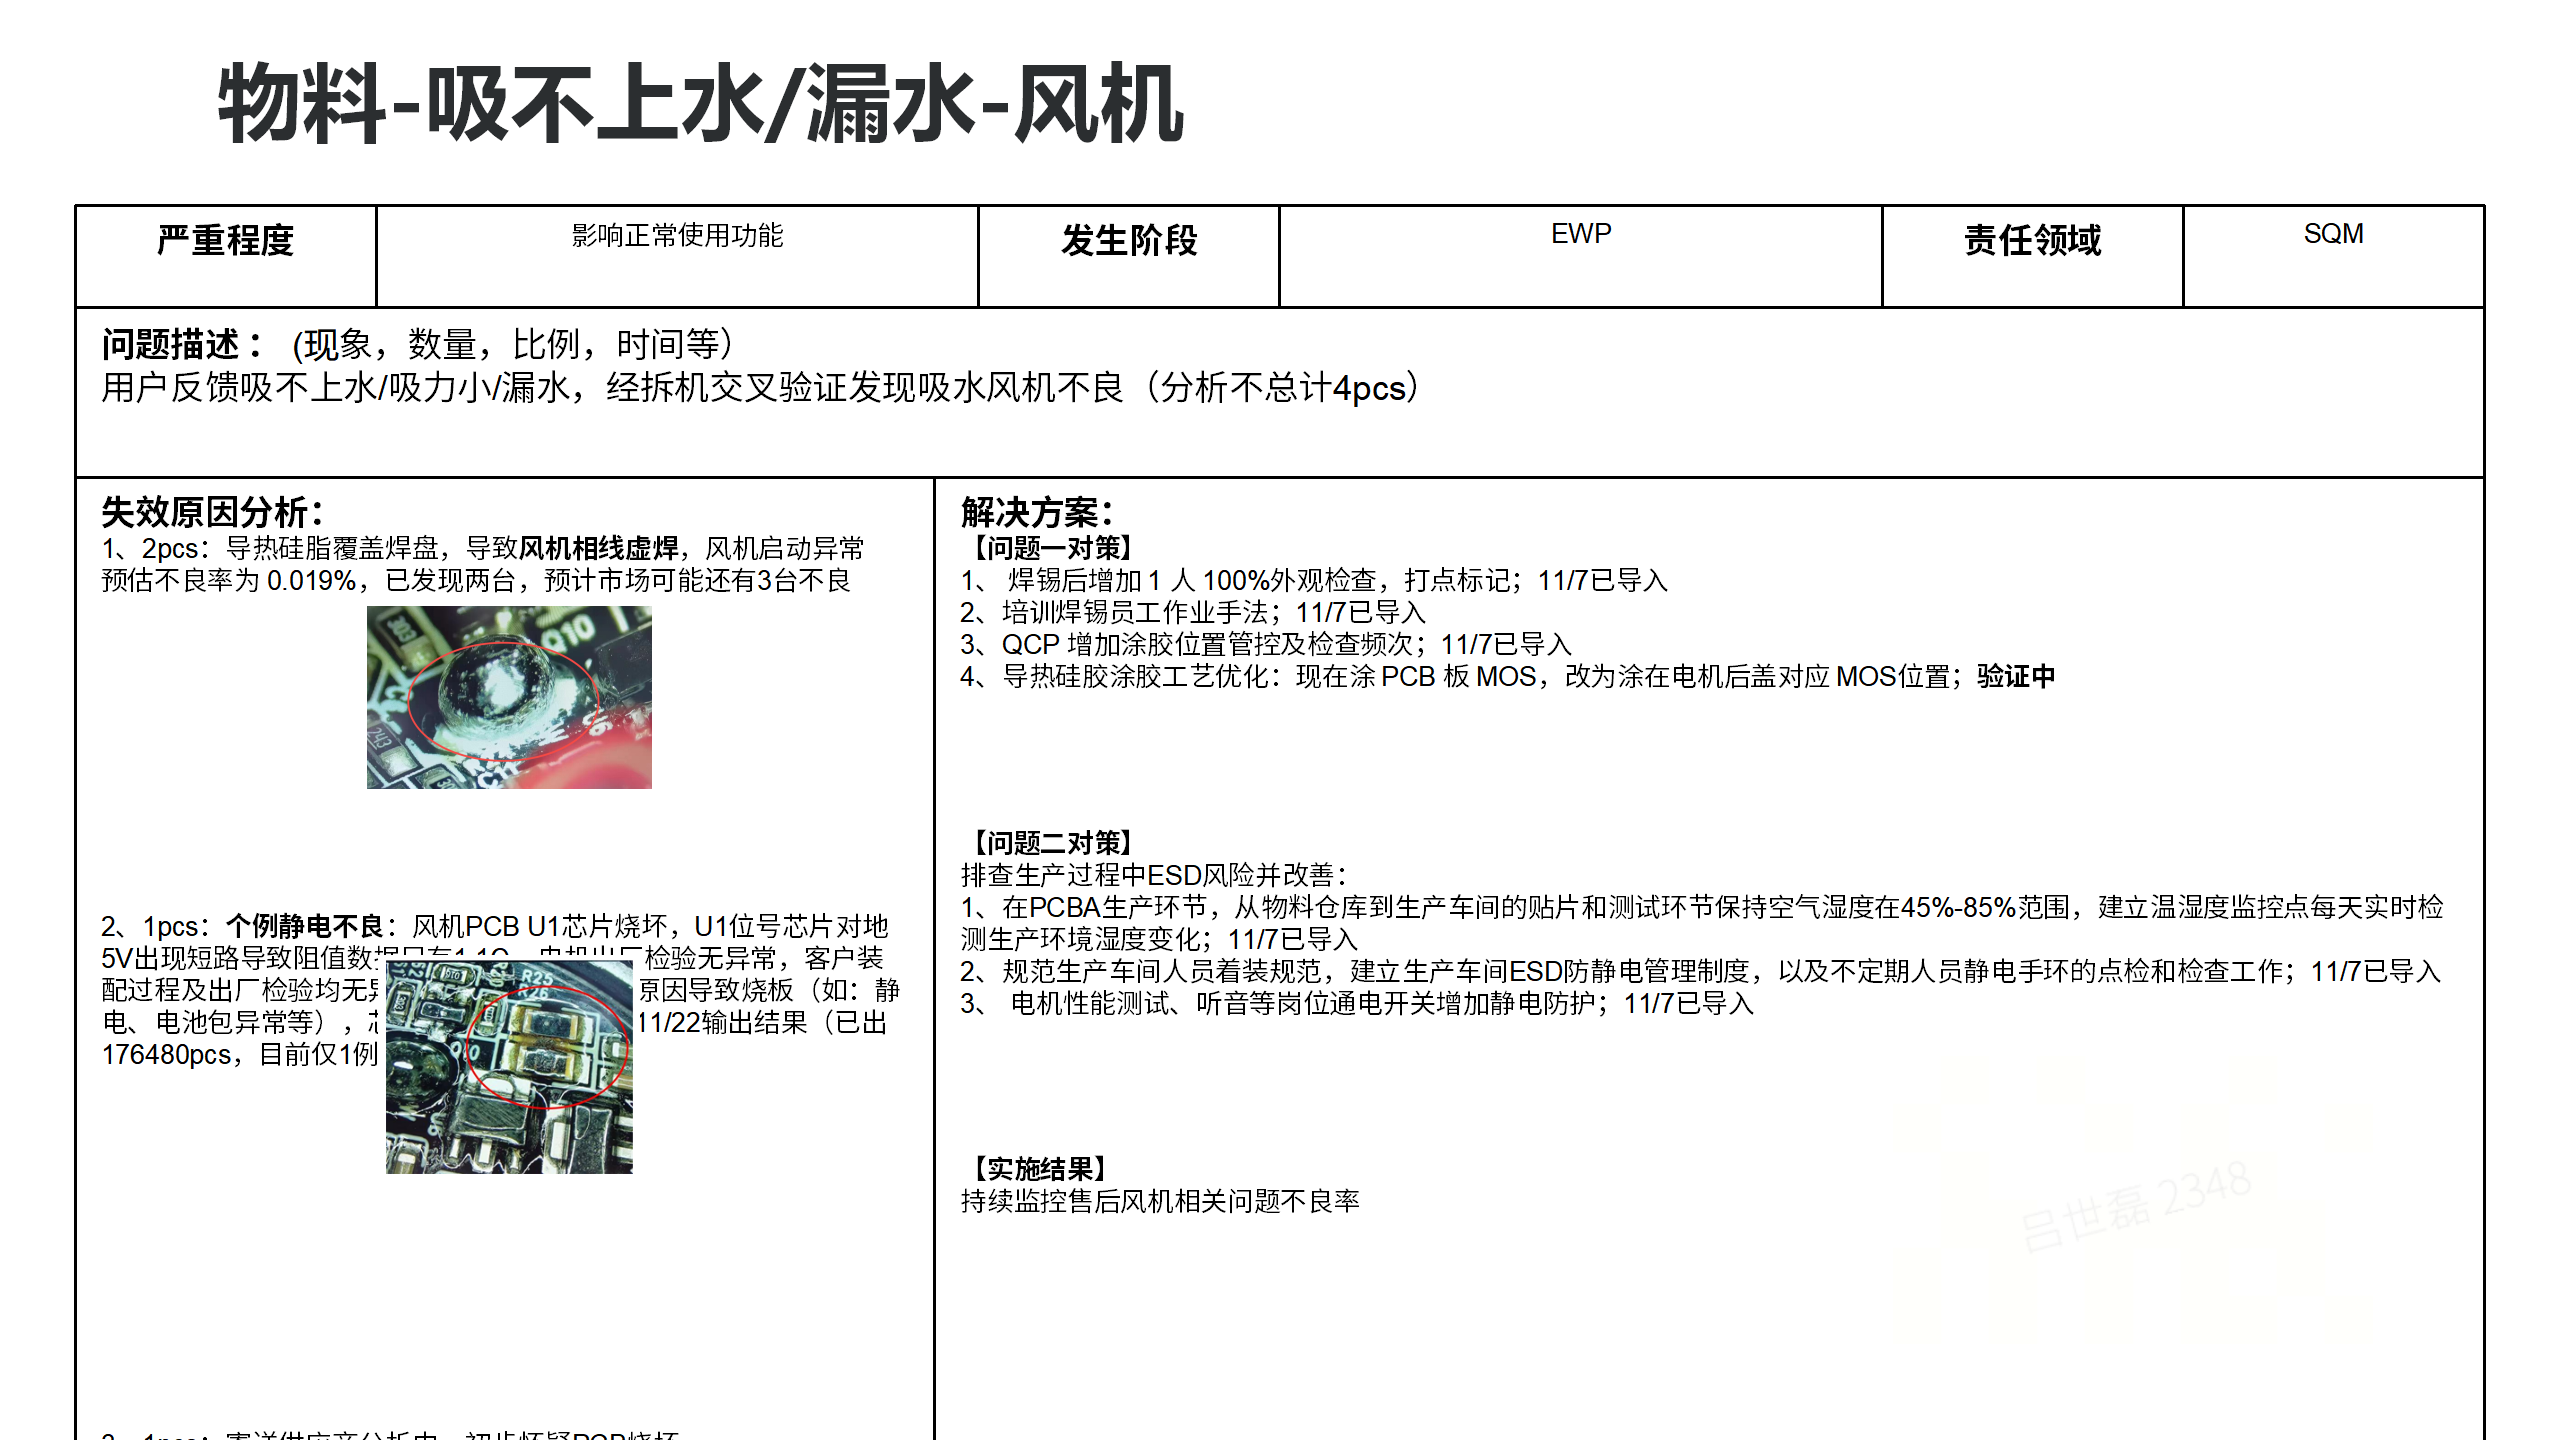 物料-吸不上水/漏水-风机
严重程度
影响正常使用功能
发生阶段
EWP
责任领域
SQM
问题描述： (现象，数量，比例，时间等）
用户反馈吸不上水/吸力小/漏水，经拆机交叉验证发现吸水风机不良（分析不总计4pcs）
失效原因分析：
1、2pcs：导热硅脂覆盖焊盘，导致风机相线虚焊，风机启动异常
预估不良率为 0.019%，已发现两台，预计市场可能还有3台不良
303
Q10
243
2、1pcs：个例静电不良：风机PCB U1芯片烧坏，U1位号芯片对地
5V出现短路导致阻值数据只有1.1Ω，电机出厂检验无异常，客户装
配过程及出厂检验均无异 原因导致烧板（如：静
电、电池包异常等），芯 11/22输出结果（已出
176480pcs，目前仅1例
R25
R26
解决方案：
【问题一对策】
1、 焊锡后增加 1 人 100%外观检查，打点标记；11/7已导入
2、培训焊锡员工作业手法；11/7已导入
3、QCP 增加涂胶位置管控及检查频次；11/7已导入
4、导热硅胶涂胶工艺优化：现在涂 PCB 板 MOS，改为涂在电机后盖对应 MOS位置；验证中
【问题二对策】
排查生产过程中ESD风险并改善：
1、在PCBA生产环节，从物料仓库到生产车间的贴片和测试环节保持空气湿度在45%-85%范围，建立温湿度监控点每天实时检
测生产环境湿度变化；11/7已导入
2、规范生产车间人员着装规范，建立生产车间ESD防静电管理制度，以及不定期人员静电手环的点检和检查工作；11/7已导入
3、 电机性能测试、听音等岗位通电开关增加静电防护；11/7已导入
【实施结果】
持续监控售后风机相关问题不良率
吕世磊 2348